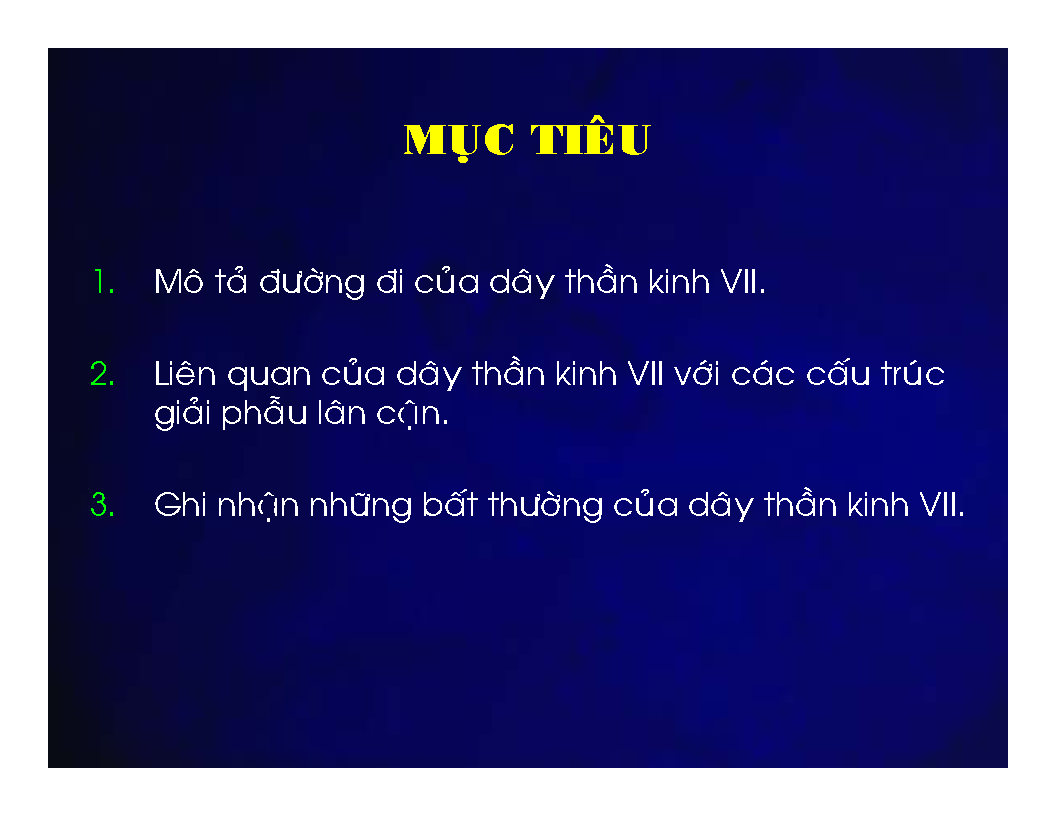 MỤC TIÊU
1. Mô tả đường đi của dây thần kinh VII.
2. Liên quan của dây thần kinh VII với các cấu trúc
giải phẫu lân cận.
3. Ghi nhận những bất thường của dây thần kinh VII.